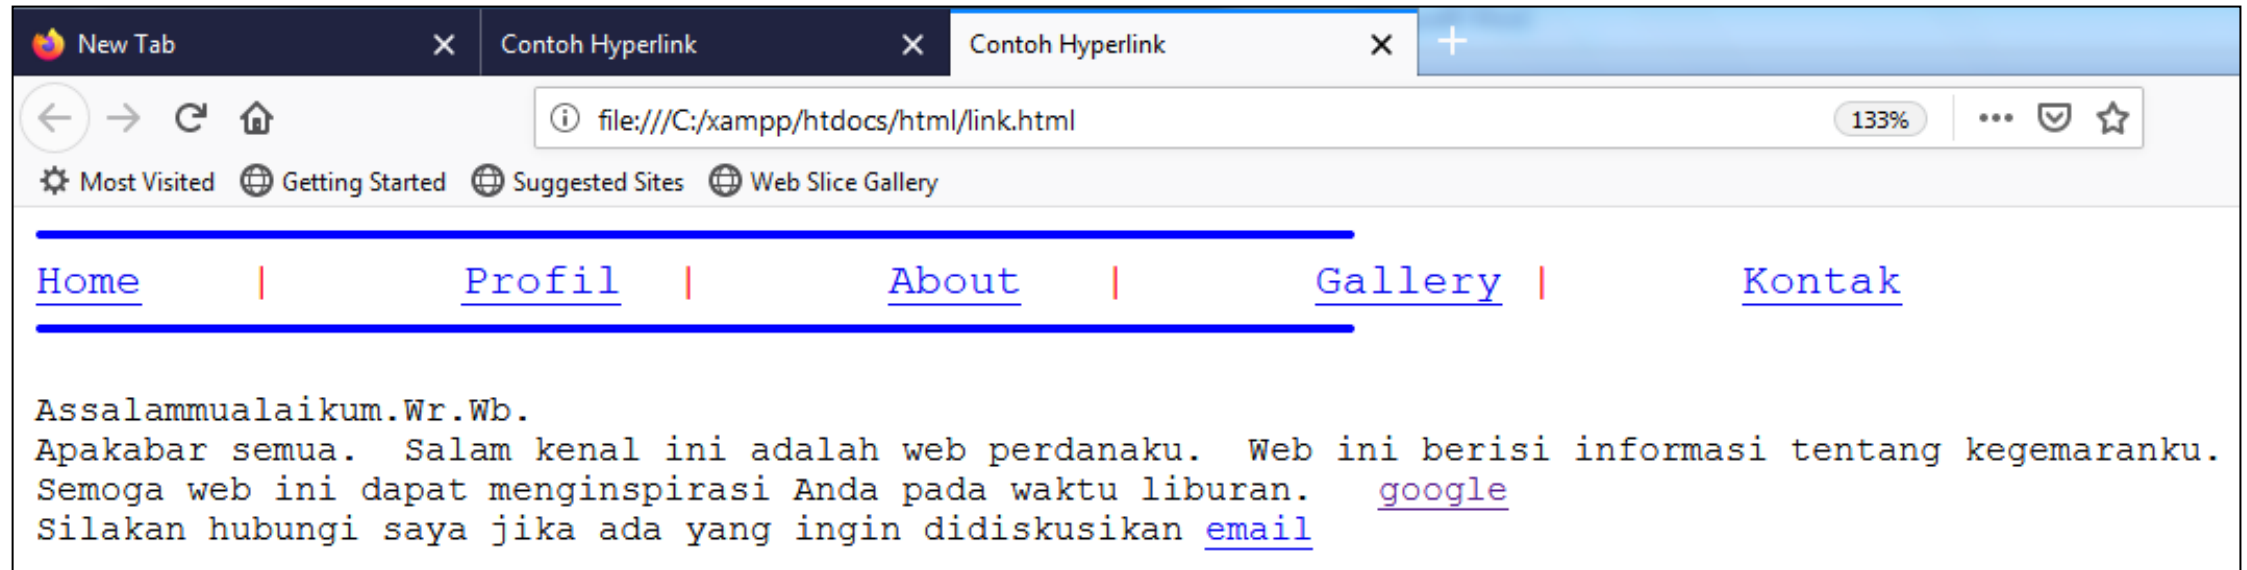 New Tab Contoh Hyperlink Contoh Hyperlink
file:///C:/xampp/htdocs/html/link.html 133%
Most Visited Getting Started Suggested Sites Web Slice Gallery
Home | Profil | About | Gallery | Kontak
Assalammualaikum.Wr.Wb.
Apakabar semua. Salam kenal ini adalah web perdanaku. Web ini berisi informasi tentang kegemaranku.
Semoga web ini dapat menginspirasi Anda pada waktu liburan. google
Silakan hubungi saya jika ada yang ingin didiskusikan email